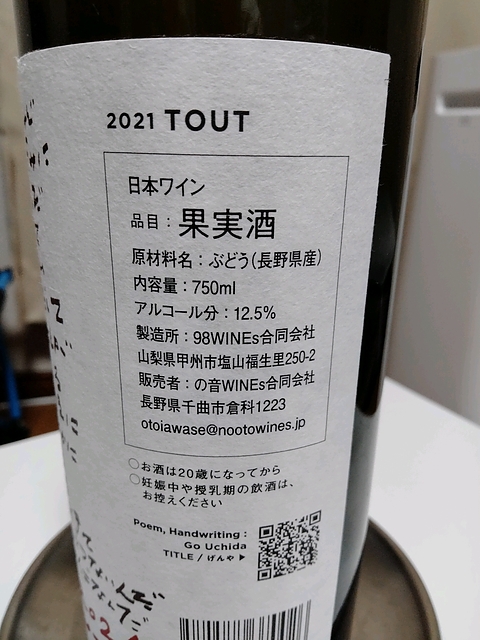 2021 TOUT
日本ワイン
品目：果実酒
原材料名：ぶどう(長野県産)
内容量：750ml
アルコール分：12.5%
製造所：98WINEs合同会社
山梨県甲州市塩山福生里250-2
販売者：の音WINEs合同会社
長野県千曲市倉科1223
otoiawase@nootowines.jp
○お酒は20歳になってから
○妊娠中や授乳期の飲酒は、
お控えください
Poem, Handwriting :
Go Uchida
TITLE / げんや ▶